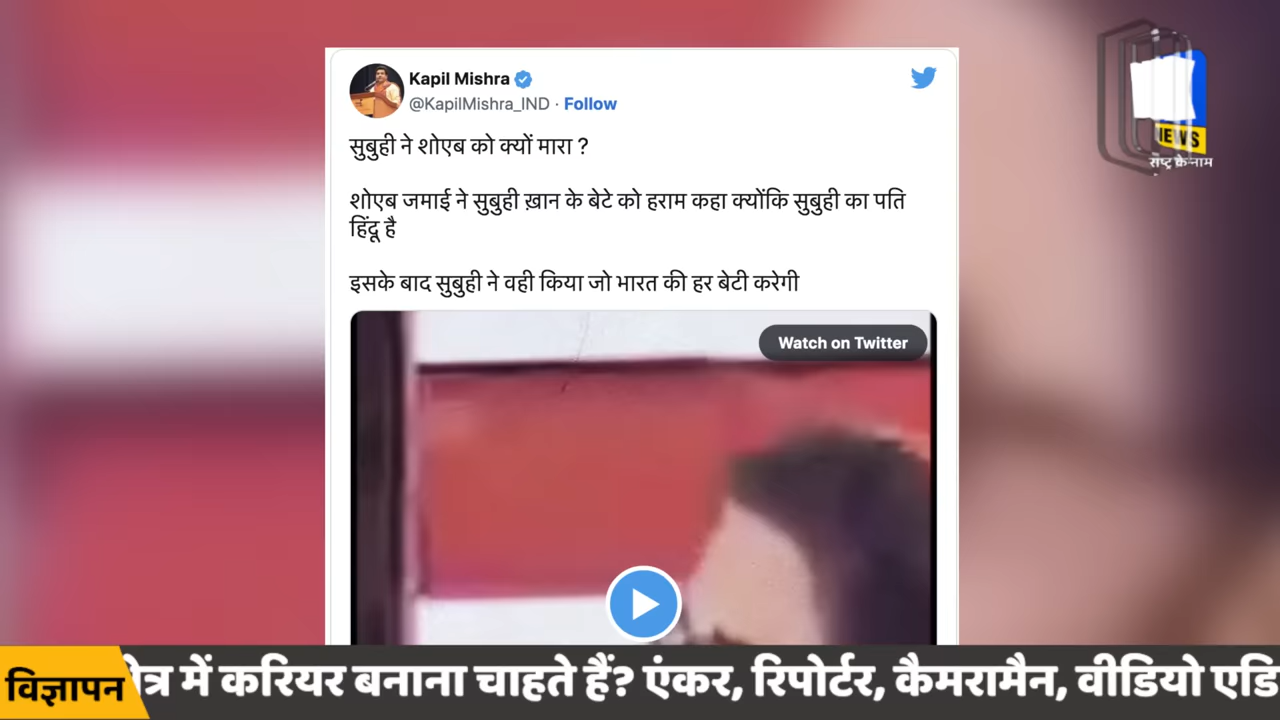 Kapil Mishra
@KapilMishra_IND · Follow
सुबुही ने शोएब को क्यों मारा ?
शोएब जमाई ने सुबुही ख़ान के बेटे को हराम कहा क्योंकि सुबुही का पति
हिंदू है
इसके बाद सुबुही ने वही किया जो भारत की हर बेटी करेगी
Watch on Twitter
NEWS
राष्ट्र के नाम
विज्ञापन
में करियर बनाना चाहते हैं? एंकर, रिपोर्टर, कैमरामैन, वीडियो